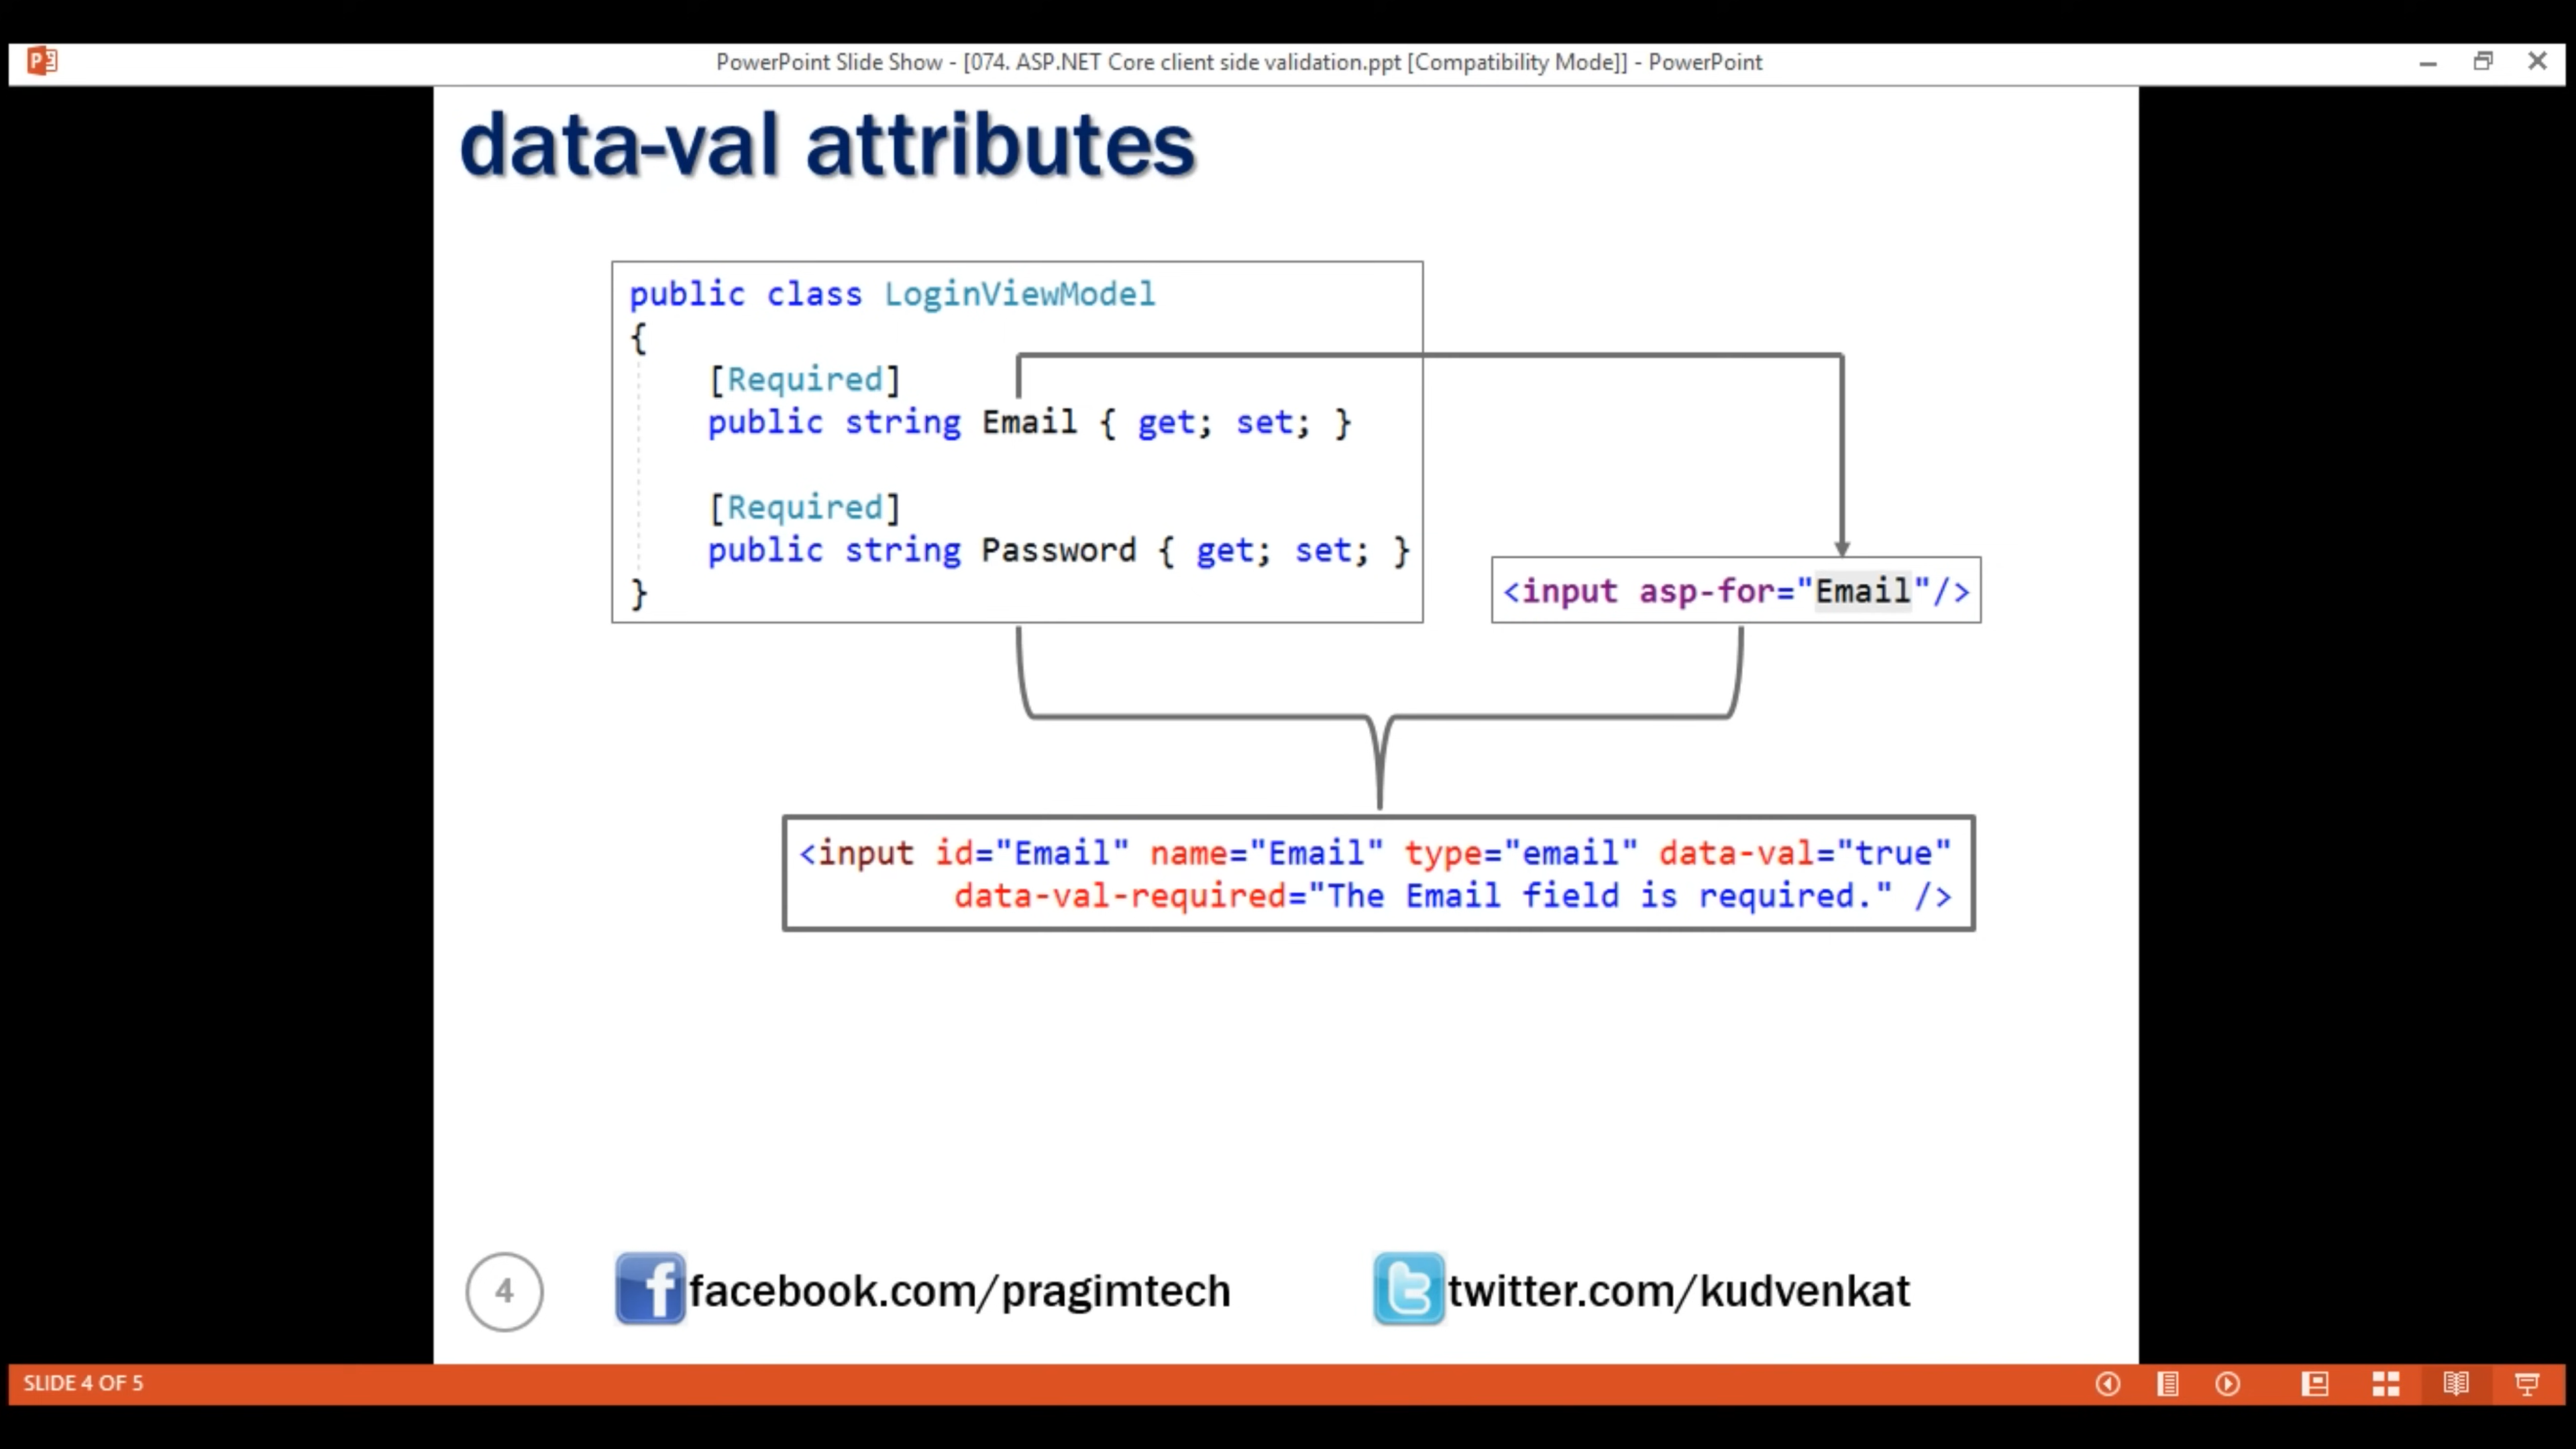 PowerPoint Slide Show - [074. ASP.NET Core client side validation.ppt [Compatibility Mode]] - PowerPoint
data-val attributes
public class LoginViewModel
{
[Required]
public string Email { get; set; }
[Required]
public string Password { get; set; }
}
<input asp-for="Email"/>
<input id="Email" name="Email" type="email" data-val="true"
data-val-required="The Email field is required." />
4
facebook.com/pragimtech
twitter.com/kudvenkat
SLIDE 4 OF 5